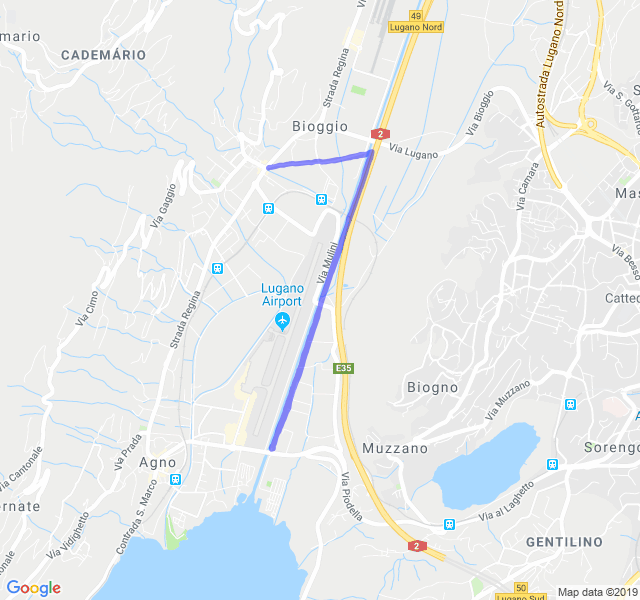 49
Lugano Nord
mario
CADEMÁRIO
Strada Regina
Autostrada Lugano Nord
Via S. Gottardo
Bioggio
2
Via Lugano
Via Bioggio
Via Camara
Mas
Via Gaggio
Via Besso
Via Mulini
Lugano
Airport
Via Cimo
Strada Regina
Cattec
E35
Biogno
Via Muzzano
Muzzano
Sorengo
Via Prada
Agno
Via Cantonale
ernate
Contrada S. Marco
Via Vidighetto
Via Piodella
Via al Laghetto
GENTILINO
2
50
Lugano Sud
Google
Map data ©2019